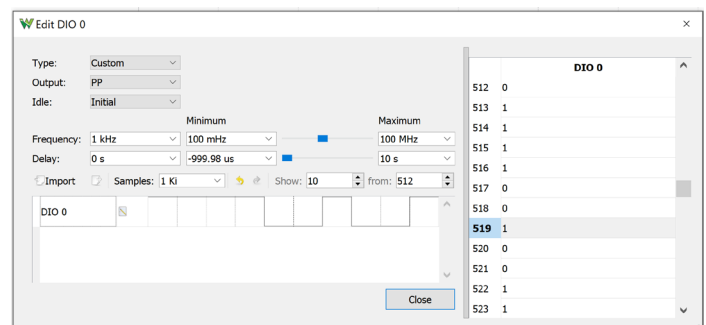 Edit DIO 0
Type: Custom
Output: PP
Idle: Initial
Minimum Maximum
Frequency: 1 kHz 100 mHz 100 MHz
Delay: 0 s -999.98 us 10 s
Import Samples: 1 Ki Show: 10 from: 512
DIO 0
Close
DIO 0
512 0
513 1
514 1
515 1
516 1
517 0
518 0
519 1
520 0
521 0
522 1
523 1